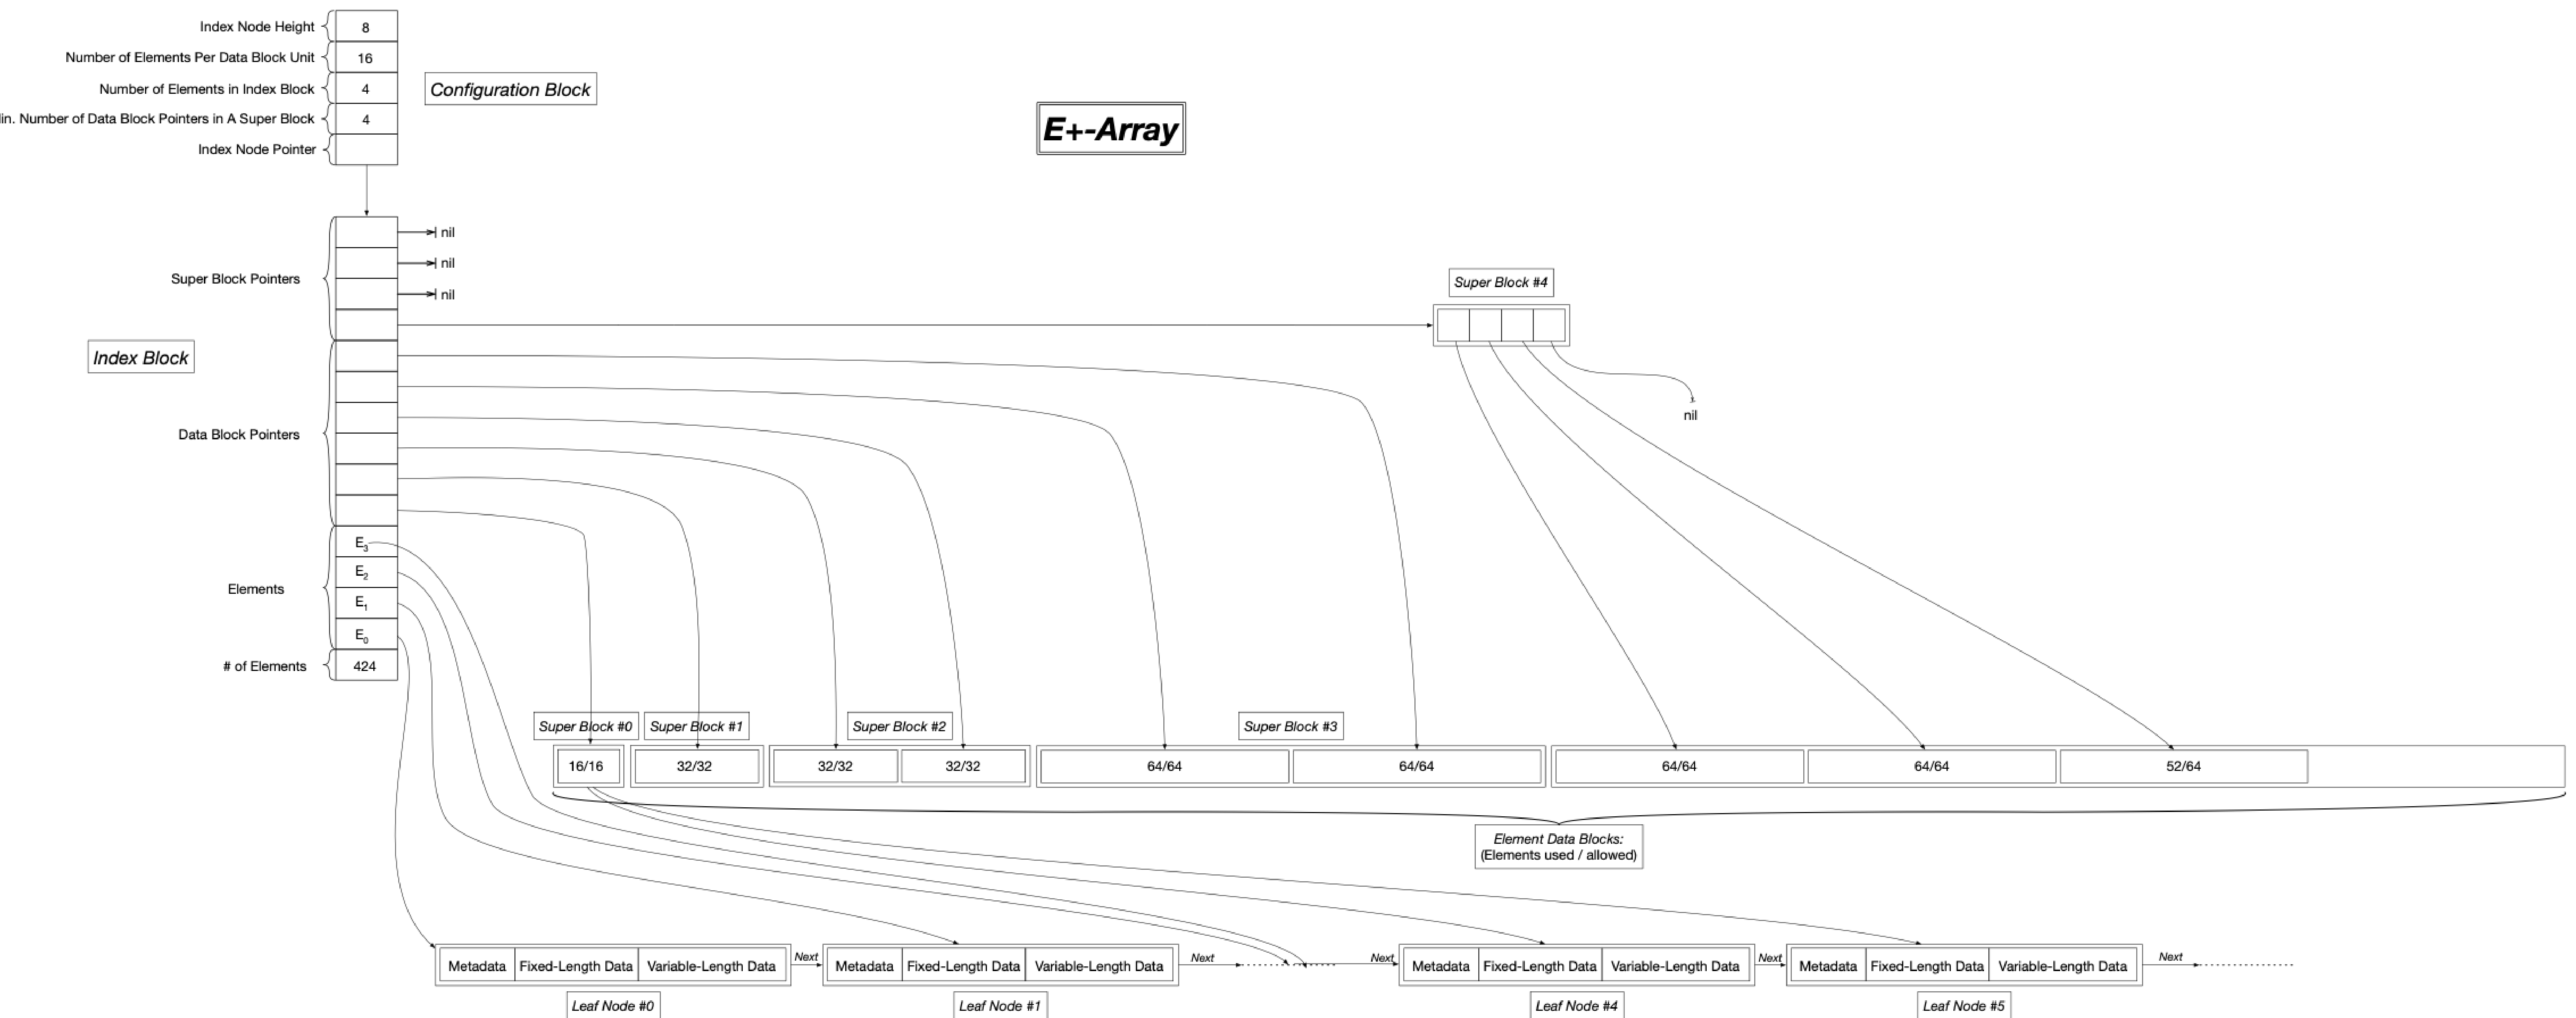 Index Node Height
8
Number of Elements Per Data Block Unit
16
Number of Elements in Index Block
4
in. Number of Data Block Pointers in A Super Block
4
Index Node Pointer
Configuration Block
E+-Array
nil
nil
nil
Super Block Pointers
Super Block #4
nil
Index Block
Data Block Pointers
E3
E2
E1
E0
Elements
# of Elements
424
Super Block #0
Super Block #1
Super Block #2
Super Block #3
16/16
32/32
32/32
32/32
64/64
64/64
64/64
64/64
52/64
Element Data Blocks:
(Elements used / allowed)
Metadata
Fixed-Length Data
Variable-Length Data
Next
Metadata
Fixed-Length Data
Variable-Length Data
Next
Next
Metadata
Fixed-Length Data
Variable-Length Data
Next
Metadata
Fixed-Length Data
Variable-Length Data
Next
Leaf Node #0
Leaf Node #1
Leaf Node #4
Leaf Node #5